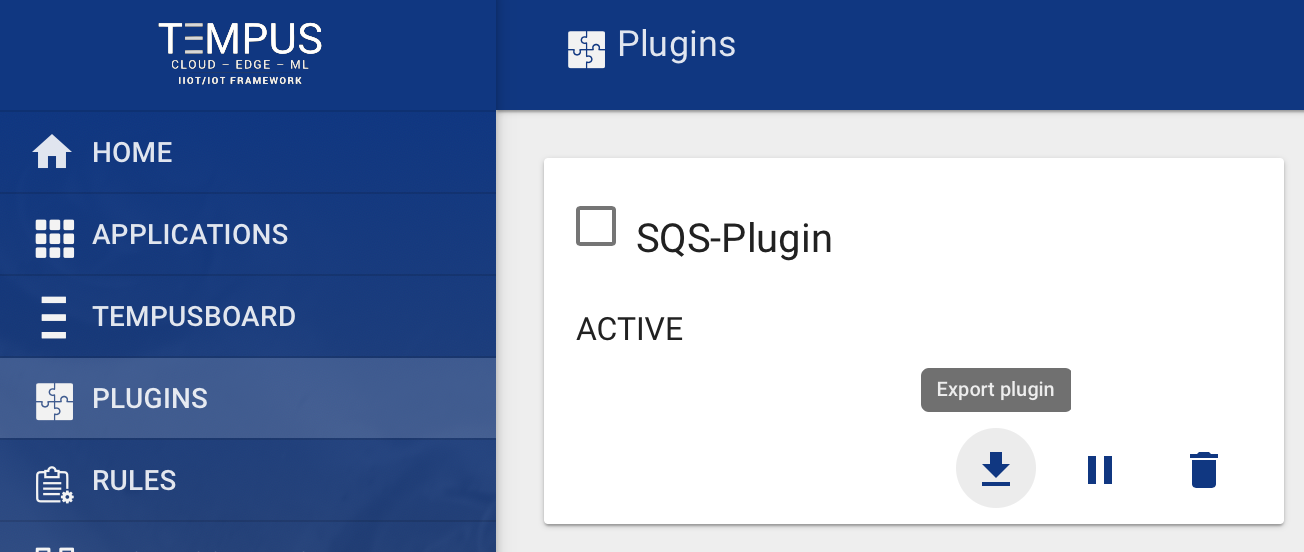 TEMPUS
CLOUD – EDGE – ML
IIOT/IOT FRAMEWORK
HOME
APPLICATIONS
TEMPUSBOARD
PLUGINS
RULES
Plugins
SQS-Plugin
ACTIVE
Export plugin